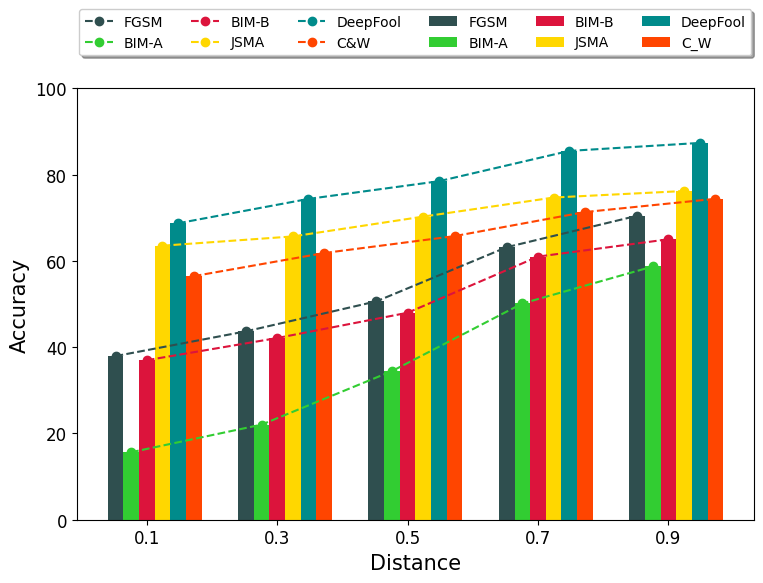 FGSM BIM-B DeepFool FGSM BIM-B DeepFool
BIM-A JSMA C&W BIM-A JSMA C_W
100
80
60
40
20
0
Accuracy
0.1 0.3 0.5 0.7 0.9
Distance